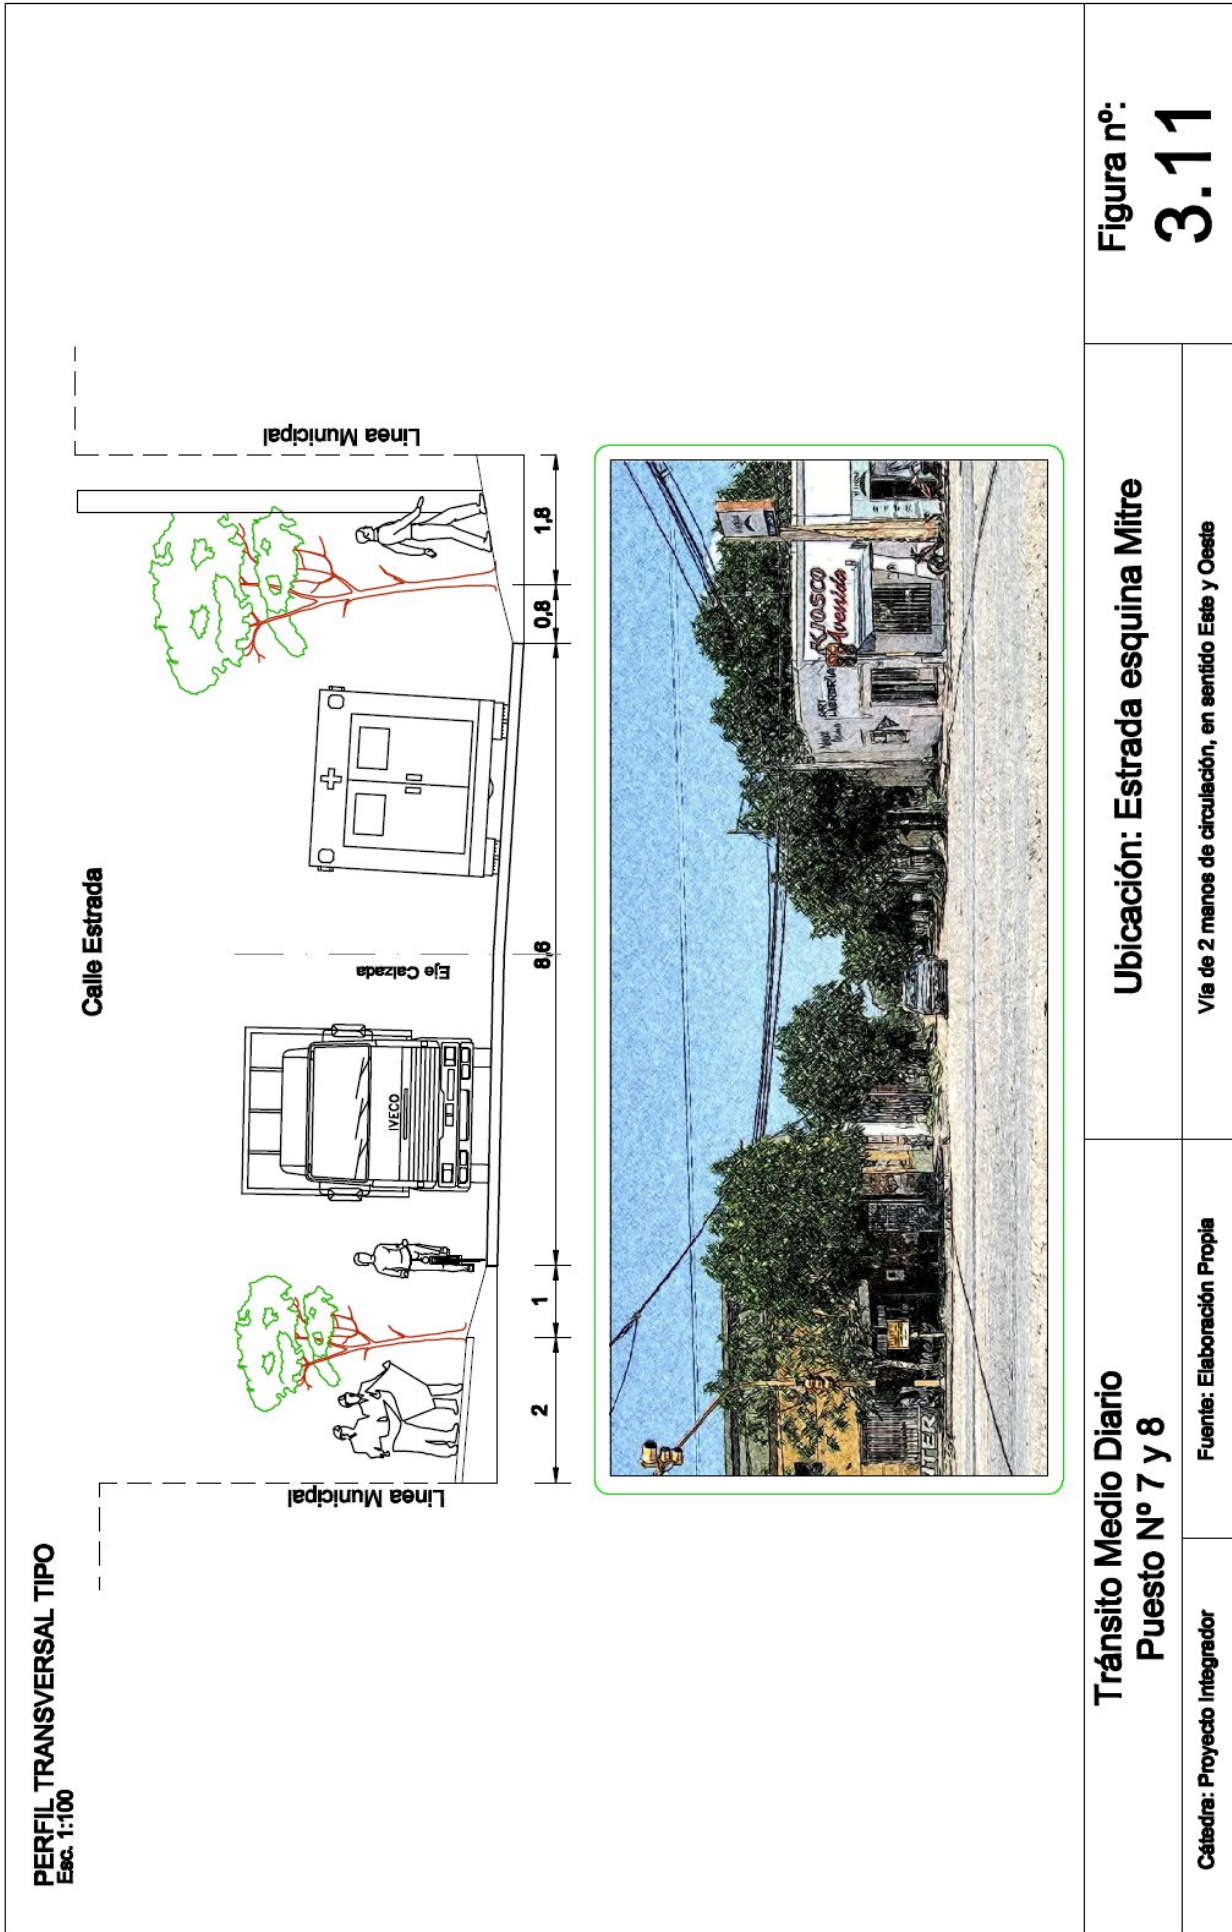 PERFIL TRANSVERSAL TIPO
Esc. 1:100
Calle Estrada
Linea Municipal
Linea Municipal
Eje Calzada
IVECO
2
1
8,6
0,8
1,8
KIOSCO
Avenida
LIBRERIA
Tránsito Medio Diario
Puesto Nº 7 y 8
Ubicación: Estrada esquina Mitre
Figura nº:
3.11
Cátedra: Proyecto Integrador
Fuente: Elaboración Propia
Vía de 2 manos de circulación, en sentido Este y Oeste